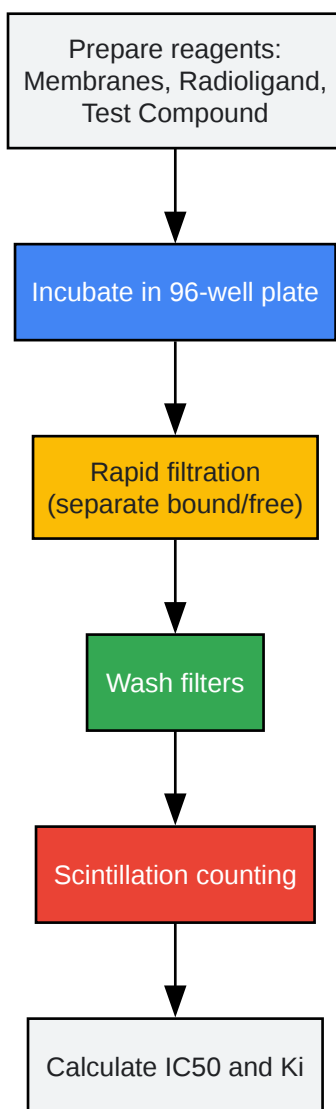 Prepare reagents:
Membranes, Radioligand,
Test Compound
Incubate in 96-well plate
Rapid filtration
(separate bound/free)
Wash filters
Scintillation counting
Calculate IC50 and Ki